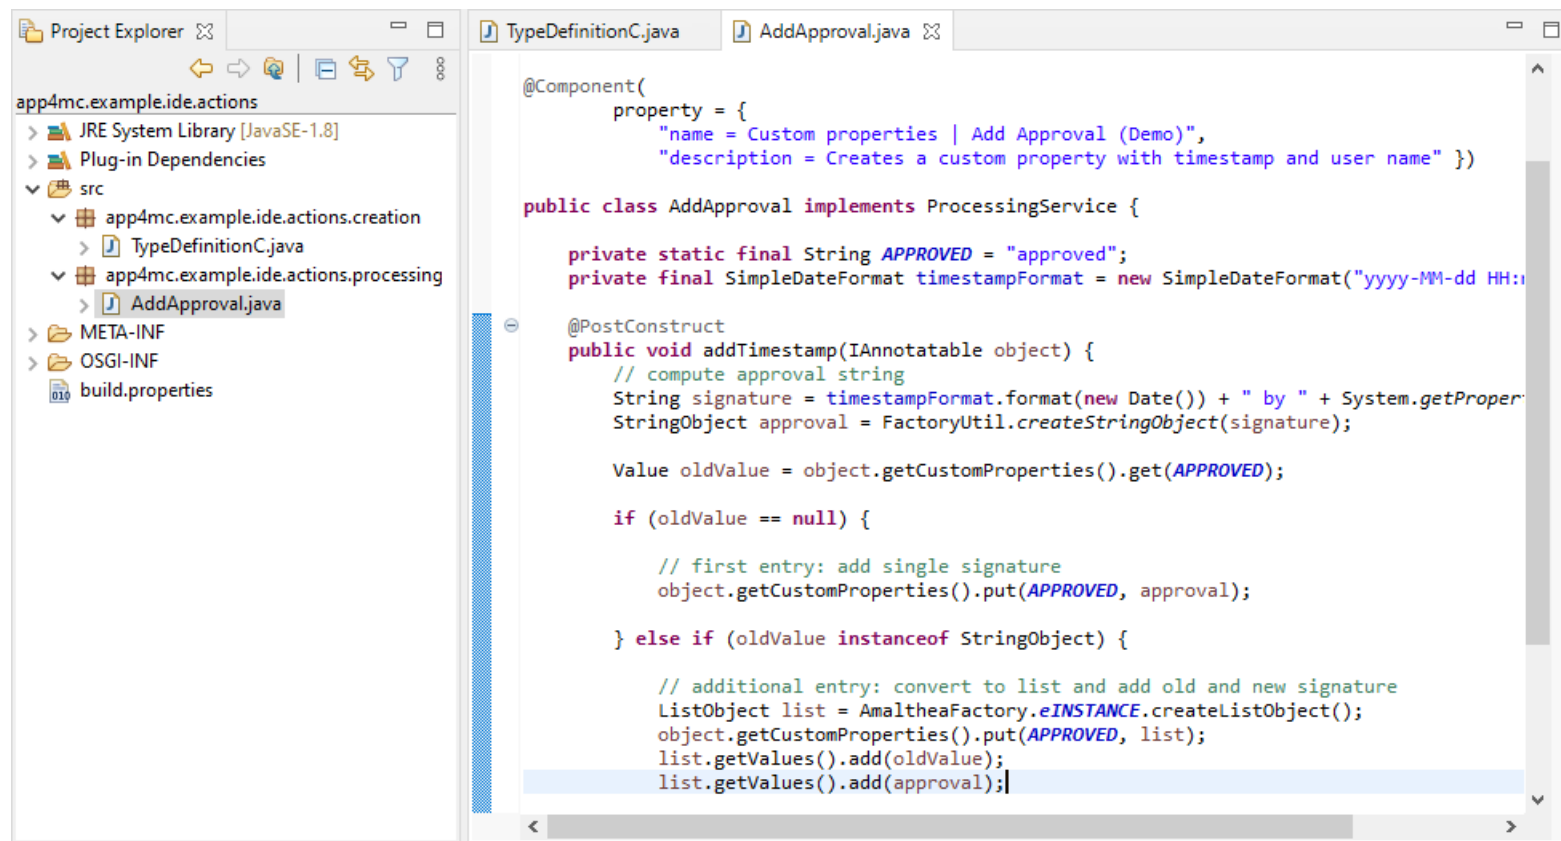 Project Explorer
app4mc.example.ide.actions
JRE System Library [JavaSE-1.8]
Plug-in Dependencies
src
app4mc.example.ide.actions.creation
TypeDefinitionC.java
app4mc.example.ide.actions.processing
AddApproval.java
META-INF
OSGI-INF
build.properties
TypeDefinitionC.java
AddApproval.java
@Component(
property = {
"name = Custom properties | Add Approval (Demo)",
"description = Creates a custom property with timestamp and user name" })
public class AddApproval implements ProcessingService {
private static final String APPROVED = "approved";
private final SimpleDateFormat timestampFormat = new SimpleDateFormat("yyyy-MM-dd HH:
@PostConstruct
public void addTimestamp(IAnnotatable object) {
// compute approval string
String signature = timestampFormat.format(new Date()) + " by " + System.getProper
StringObject approval = FactoryUtil.createStringObject(signature);
Value oldValue = object.getCustomProperties().get(APPROVED);
if (oldValue == null) {
// first entry: add single signature
object.getCustomProperties().put(APPROVED, approval);
} else if (oldValue instanceof StringObject) {
// additional entry: convert to list and add old and new signature
ListObject list = AmaltheaFactory.eINSTANCE.createListObject();
object.getCustomProperties().put(APPROVED, list);
list.getValues().add(oldValue);
list.getValues().add(approval);